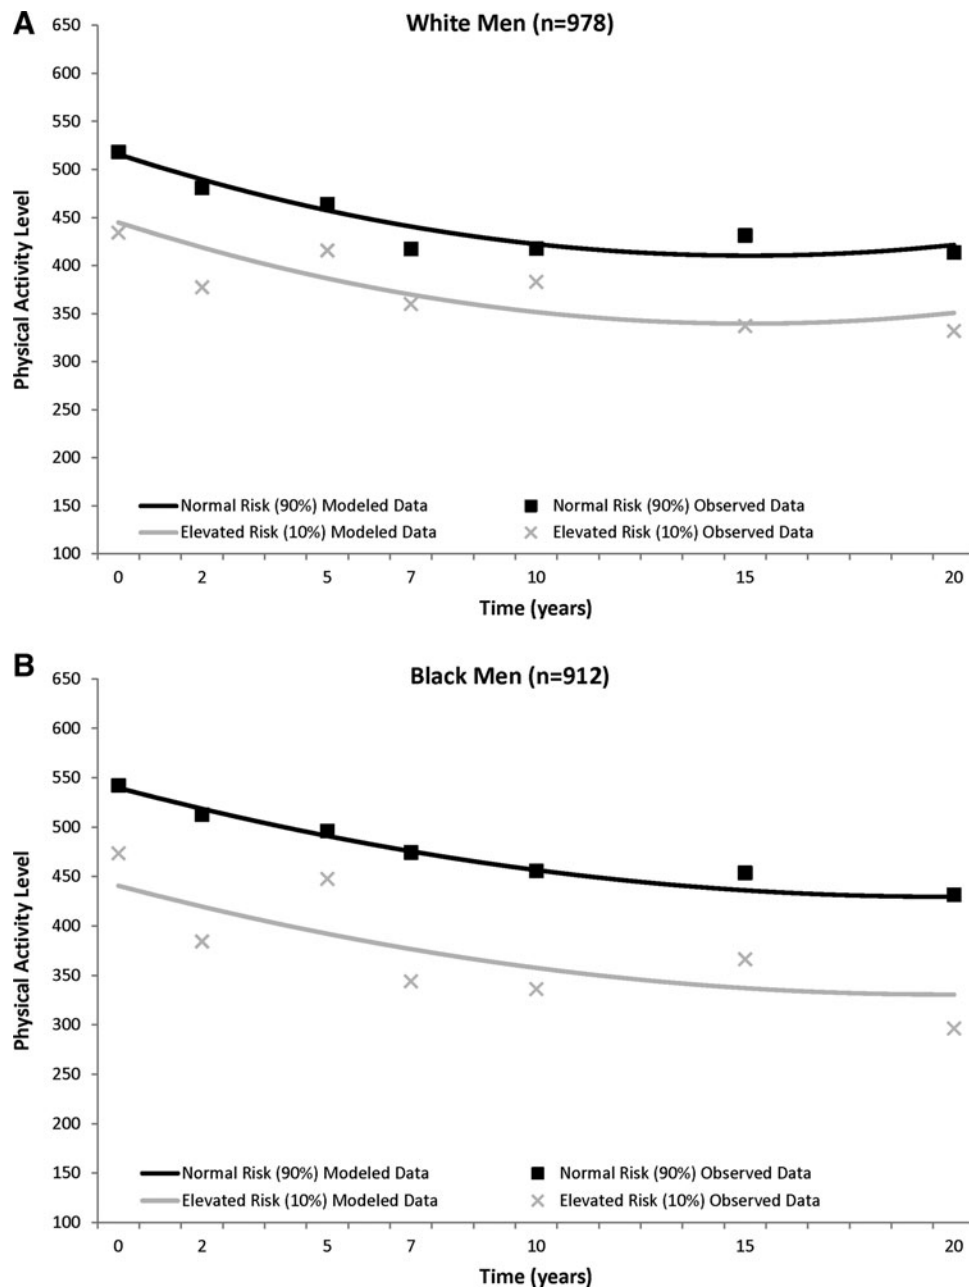 A
White Men (n=978)
650
600
550
500
450
400
350
300
250
200
150
100
Physical Activity Level
Normal Risk (90%) Modeled Data
Normal Risk (90%) Observed Data
Elevated Risk (10%) Modeled Data
Elevated Risk (10%) Observed Data
0 2 5 7 10 15 20
Time (years)
B
Black Men (n=912)
650
600
550
500
450
400
350
300
250
200
150
100
Physical Activity Level
Normal Risk (90%) Modeled Data
Normal Risk (90%) Observed Data
Elevated Risk (10%) Modeled Data
Elevated Risk (10%) Observed Data
0 2 5 7 10 15 20
Time (years)